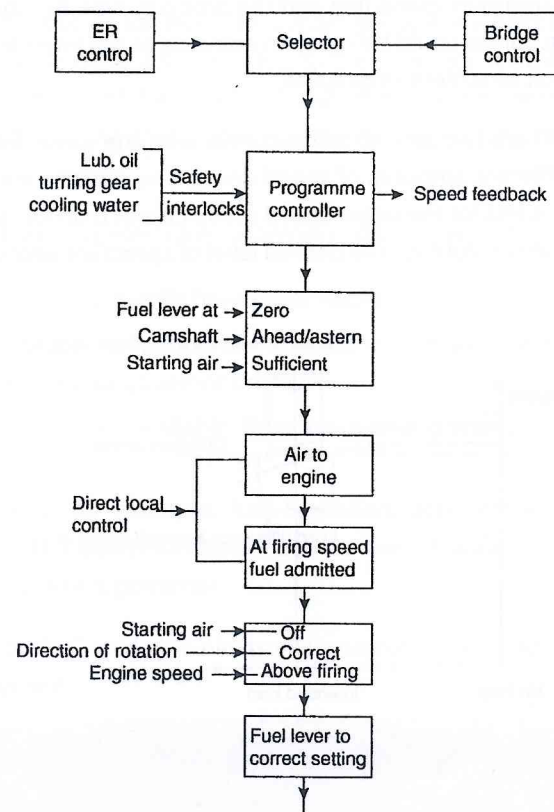 ER
control
Selector
Bridge
control
Lub. oil
turning gear
cooling water
Safety
interlocks
Programme
controller
Speed feedback
Fuel lever at
Zero
Camshaft
Ahead/astern
Starting air
Sufficient
Air to
engine
Direct local
control
At firing speed
fuel admitted
Starting air
Off
Direction of rotation
Correct
Engine speed
Above firing
Fuel lever to
correct setting